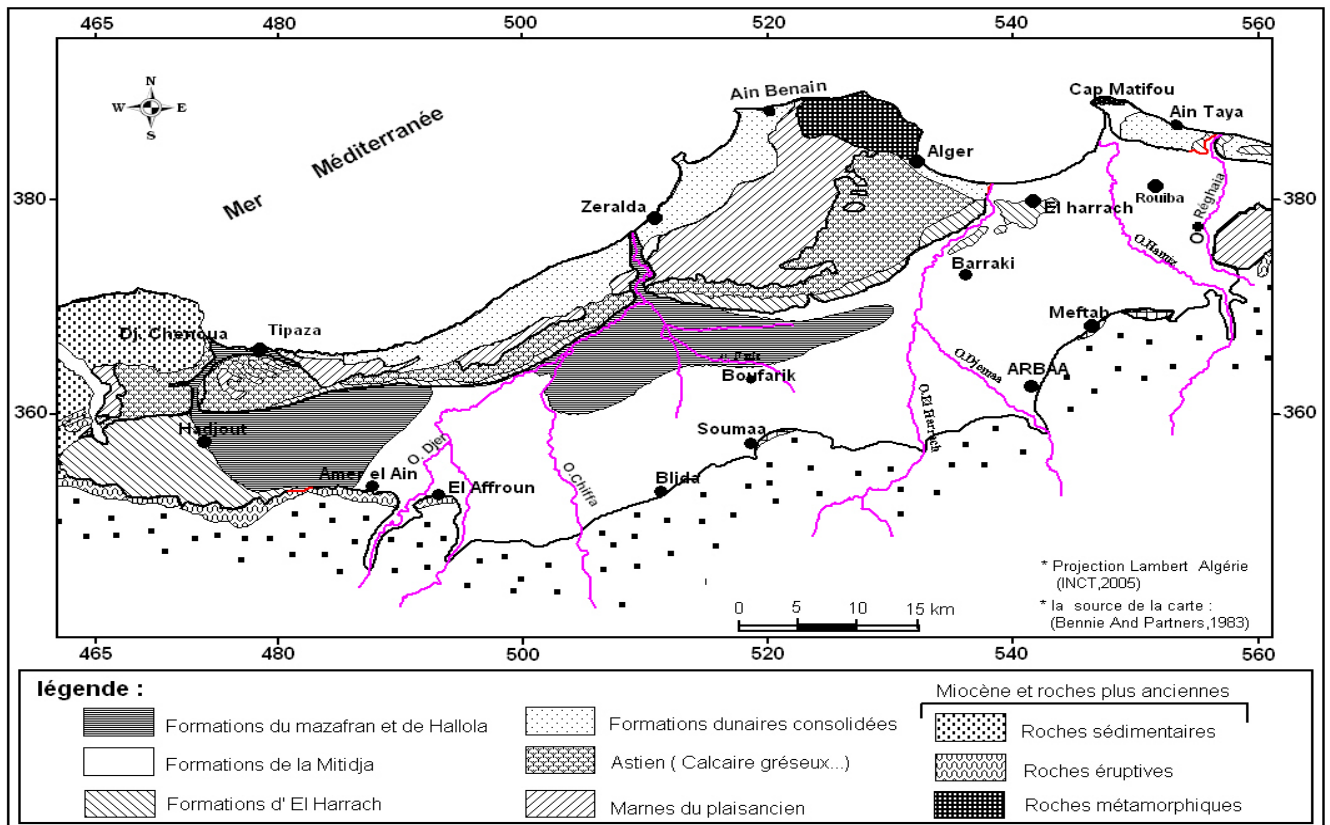 465 480 500 520 540 560
N
W E
S
Mer Méditerranée
Ain Benain
Cap Matifou
Ain Taya
Alger
380 380
Zeralda
El harrach
Rouiba
O. Réghaia
O.Hamiz
Barraki
Meftah
Dj. Chenoua
Tipaza
Boufarik
O.Djemaa
ARBAA
360 360
Hadjout
Soumaa
O. Djer
O.El Harrach
Amer el Ain
El Affroun
O.Chiffa
Blida
* Projection Lambert Algérie
(INCT,2005)
0 5 10 15 km
* la source de la carte :
(Bennie And Partners,1983)
465 480 500 520 540 560
légende :
Formations du mazafran et de Hallola
Formations de la Mitidja
Formations d' El Harrach
Formations dunaires consolidées
Astien ( Calcaire gréseux...)
Marnes du plaisancien
Miocène et roches plus anciennes
Roches sédimentaires
Roches éruptives
Roches métamorphiques